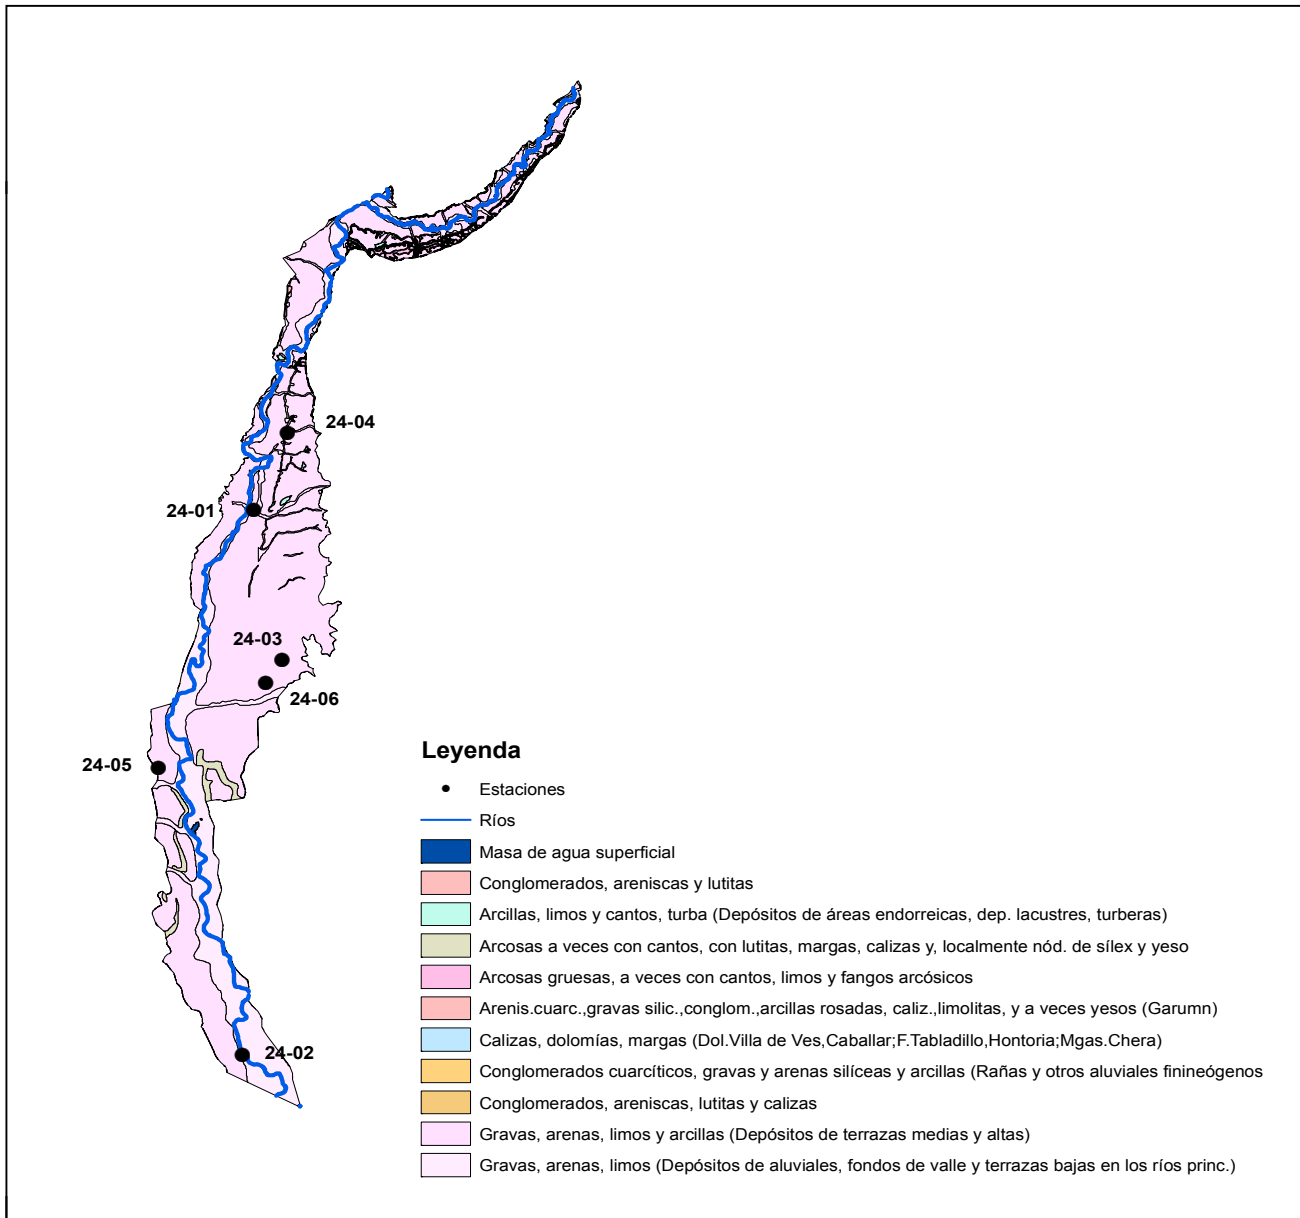 24-04
24-01
24-03
24-06
24-05
24-02
Leyenda
Estaciones
Ríos
Masa de agua superficial
Conglomerados, areniscas y lutitas
Arcillas, limos y cantos, turba (Depósitos de áreas endorreicas, dep. lacustres, turberas)
Arcosas a veces con cantos, con lutitas, margas, calizas y, localmente nód. de sílex y yeso
Arcosas gruesas, a veces con cantos, limos y fangos arcósicos
Arenis.cuarc.,gravas silic.,conglom.,arcillas rosadas, caliz.,limolitas, y a veces yesos (Garumn)
Calizas, dolomías, margas (Dol.Villa de Ves,Caballar;F.Tabladillo,Hontoria;Mgas.Chera)
Conglomerados cuarcíticos, gravas y arenas silíceas y arcillas (Rañas y otros aluviales finineógenos
Conglomerados, areniscas, lutitas y calizas
Gravas, arenas, limos y arcillas (Depósitos de terrazas medias y altas)
Gravas, arenas, limos (Depósitos de aluviales, fondos de valle y terrazas bajas en los ríos princ.)